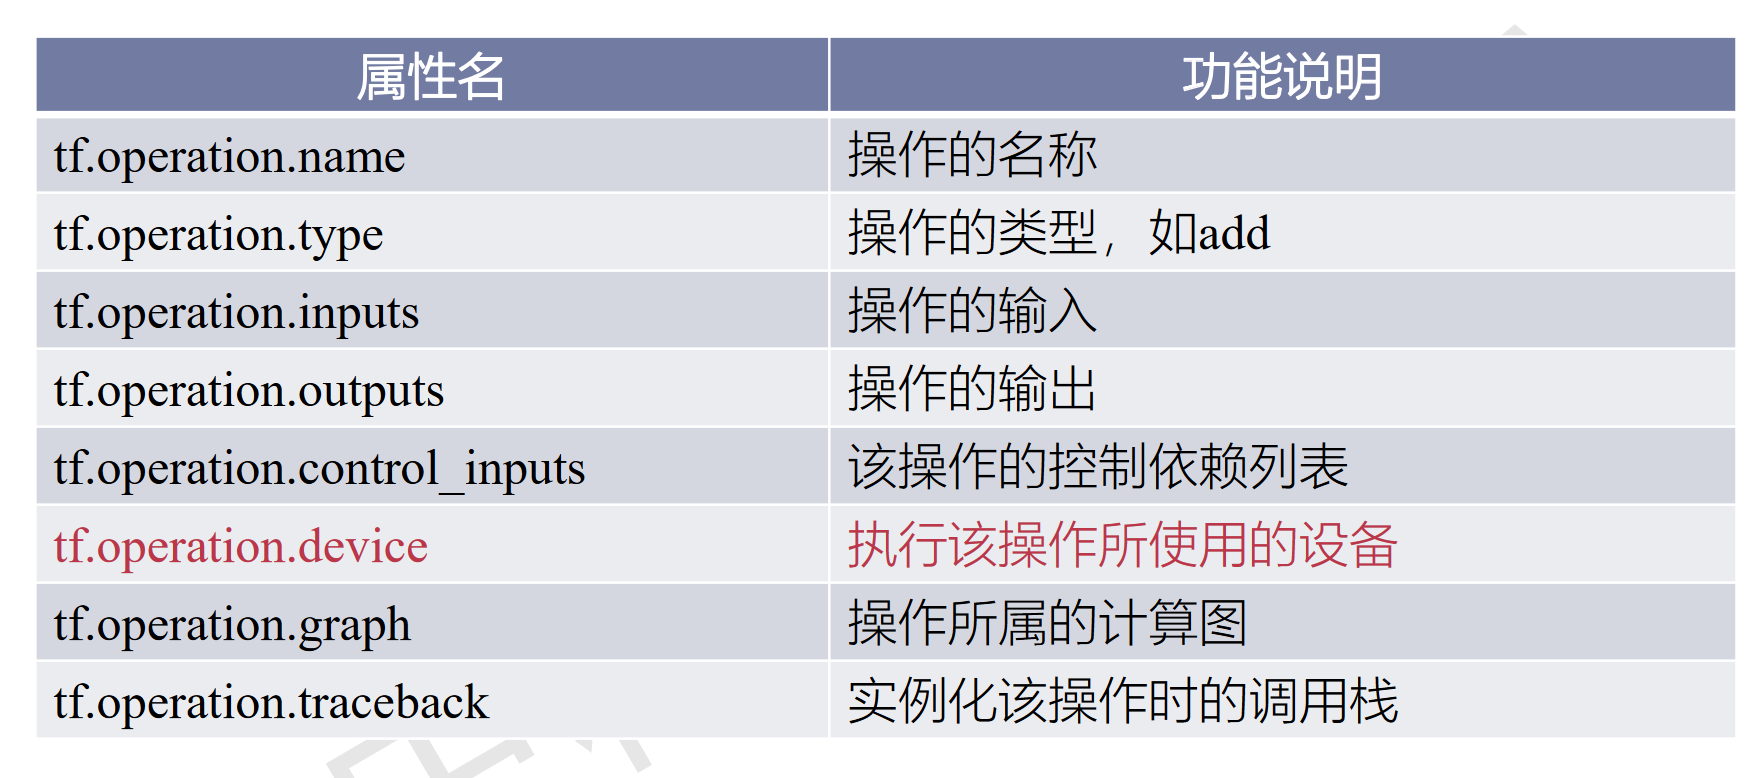 属性名 功能说明
tf.operation.name 操作的名称
tf.operation.type 操作的类型，如add
tf.operation.inputs 操作的输入
tf.operation.outputs 操作的输出
tf.operation.control_inputs 该操作的控制依赖列表
tf.operation.device 执行该操作所使用的设备
tf.operation.graph 操作所属的计算图
tf.operation.traceback 实例化该操作时的调用栈